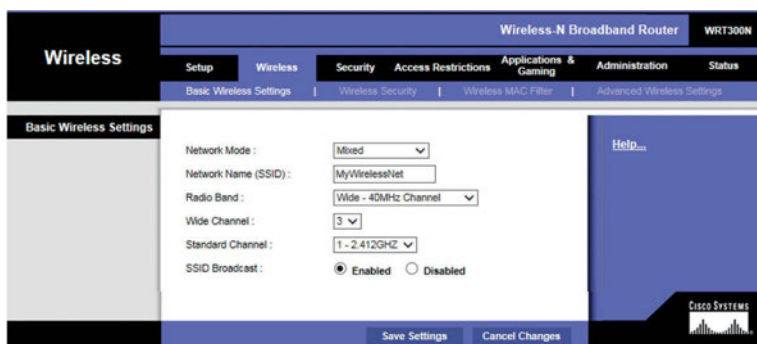 Wireless-N Broadband Router WRT300N
Wireless
Setup Wireless Security Access Restrictions Applications & Gaming Administration Status
Basic Wireless Settings | Wireless Security | Wireless MAC Filter | Advanced Wireless Settings
Basic Wireless Settings
Help...
Network Mode : Mixed
Network Name (SSID) : MyWirelessNet
Radio Band : Wide - 40MHz Channel
Wide Channel : 3
Standard Channel : 1 - 2.412GHZ
SSID Broadcast : Enabled Disabled
CISCO SYSTEMS
Save Settings Cancel Changes